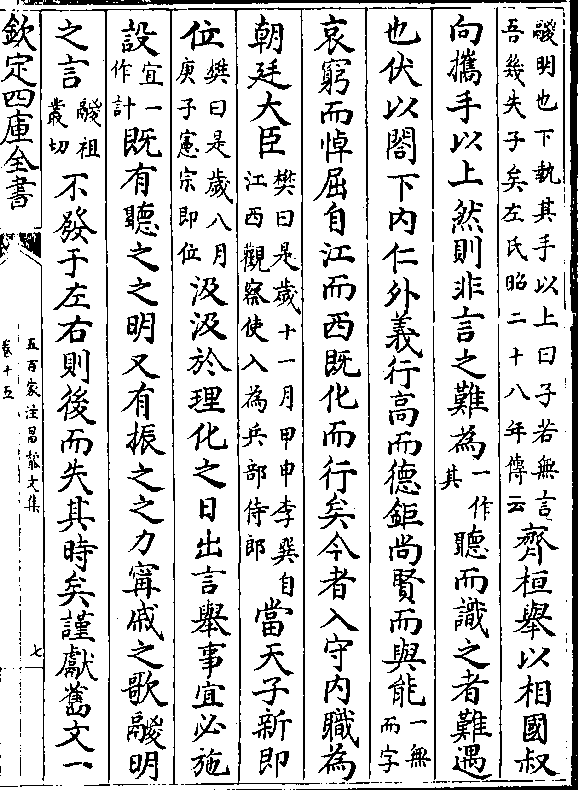 鬷明也下執其手以上曰子若無言
吾幾失子矣左氏昭二十八年傳云
齊桓舉以相國叔
向攜手以上然則非言之難為
一作
其
聽而識之者難遇
也伏以閤下內仁外義行高而德鉅尚賢而與能
一無
而字
哀窮而悼屈自江而西既化而行矣今者入守內職為
朝廷大臣
樊曰是歲十一月甲申李巽自
江西觀察使入為兵部侍郎
當天子新即
位
樊曰是歲八月
庚子憲宗即位
汲汲於理化之日出言舉事宜必施
設
宜一
作計
既有聽之之明又有振之之力寗戚之歌鬷明
之言
鬷祖
叢切
不發于左右則後而失其時矣謹獻舊文一
欽定四庫全書
五百家注昌黎文集
卷十五
七